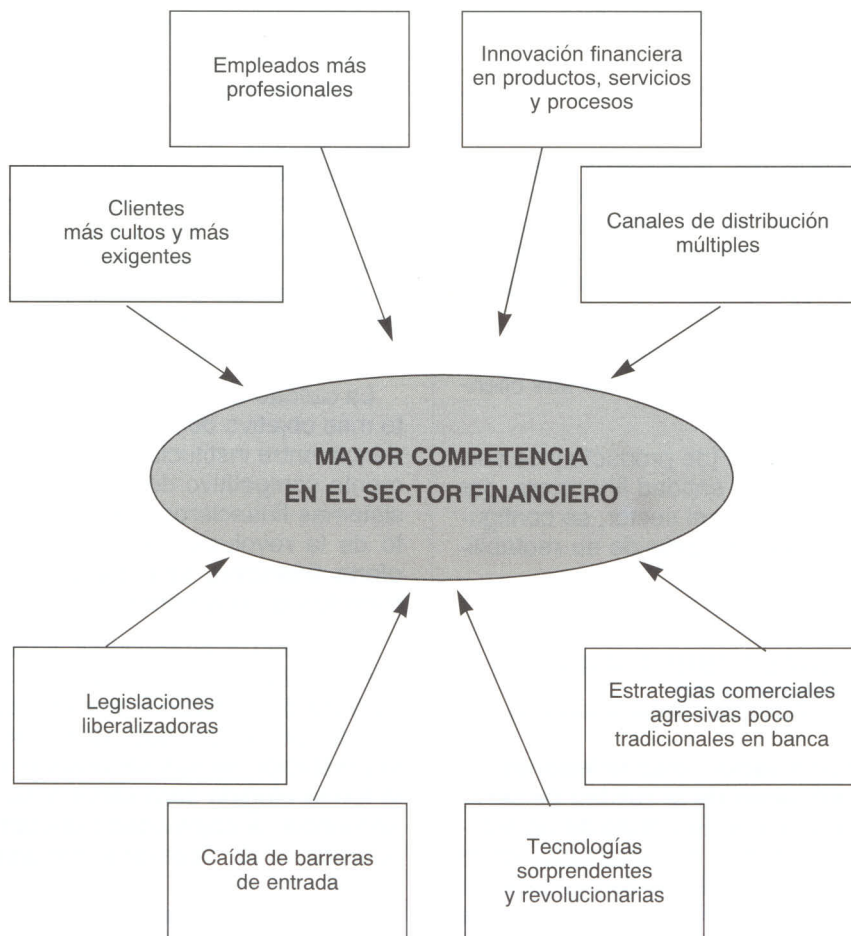 Empleados más
profesionales
Innovación financiera
en productos, servicios
y procesos
Clientes
más cultos y más
exigentes
Canales de distribución
múltiples
MAYOR COMPETENCIA
EN EL SECTOR FINANCIERO
Legislaciones
liberalizadoras
Estrategias comerciales
agresivas poco
tradicionales en banca
Caída de barreras
de entrada
Tecnologías
sorprendentes
y revolucionarias